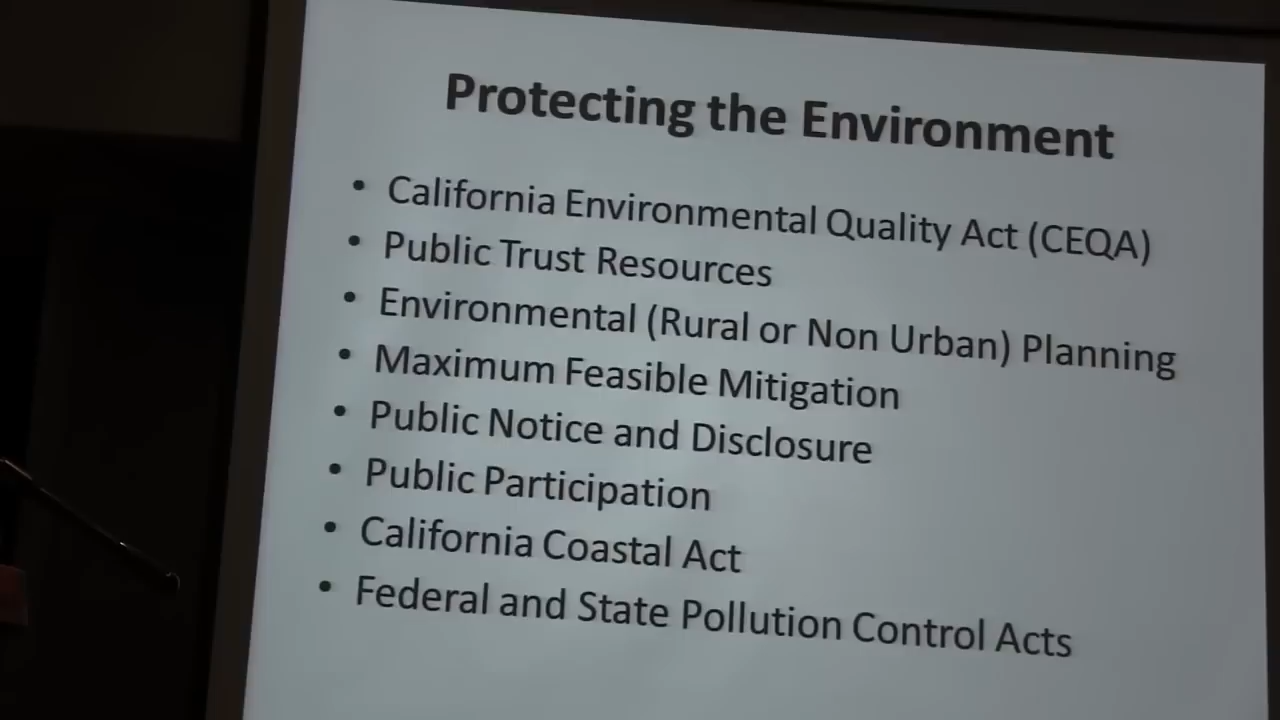 Protecting the Environment
• California Environmental Quality Act (CEQA)
• Public Trust Resources
• Environmental (Rural or Non Urban) Planning
• Maximum Feasible Mitigation
• Public Notice and Disclosure
• Public Participation
• California Coastal Act
• Federal and State Pollution Control Acts